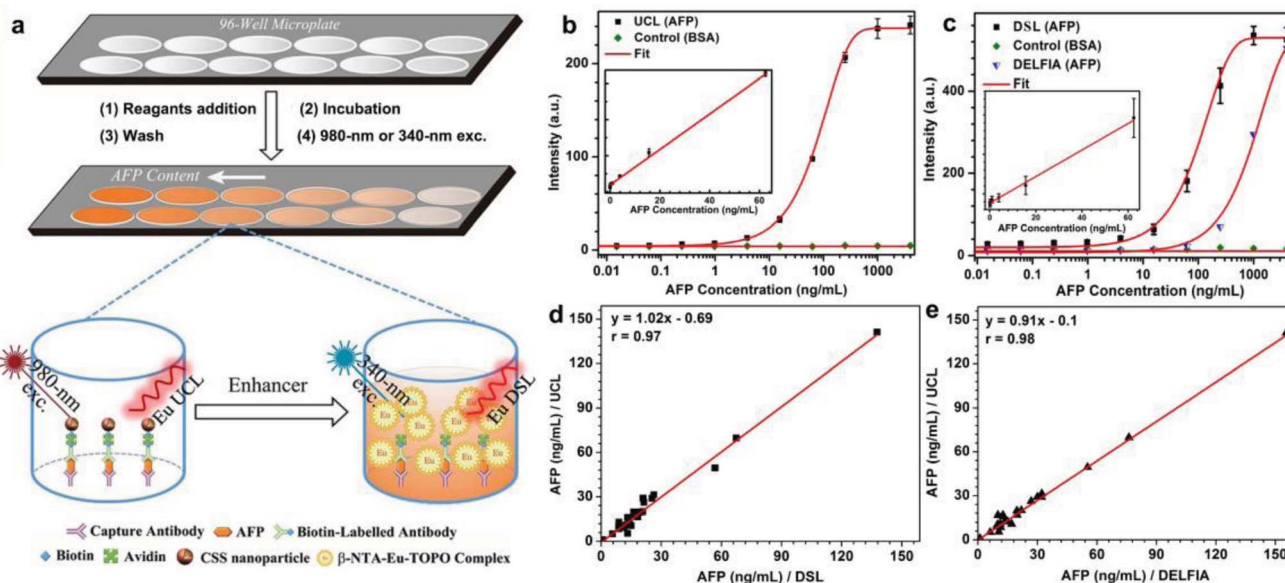 a
96-Well Microplate
(1) Reagants addition
(2) Incubation
(3) Wash
(4) 980-nm or 340-nm exc.
AFP Content
980-nm
exc.
Eu UCL
Enhancer
340-nm
exc.
Eu DSL
Eu
Eu
Eu
Eu
Eu
Eu
Eu
Eu
Eu
Capture Antibody
AFP
Biotin-Labelled Antibody
Biotin
Avidin
CSS nanoparticle
β-NTA-Eu-TOPO Complex
b
UCL (AFP)
Control (BSA)
Fit
Intensity (a.u.)
200
100
0
0 20 40 60
AFP Concentration (ng/mL)
0.01 0.1 1 10 100 1000
AFP Concentration (ng/mL)
c
DSL (AFP)
Control (BSA)
DELFIA (AFP)
Fit
Intensity (a.u.)
400
200
0
0 20 40 60
AFP Concentration (ng/mL)
0.01 0.1 1 10 100 1000
AFP Concentration (ng/mL)
d
y = 1.02x - 0.69
r = 0.97
AFP (ng/mL) / UCL
150
120
90
60
30
0
0 30 60 90 120 150
AFP (ng/mL) / DSL
e
y = 0.91x - 0.1
r = 0.98
AFP (ng/mL) / UCL
150
120
90
60
30
0
0 30 60 90 120 150
AFP (ng/mL) / DELFIA